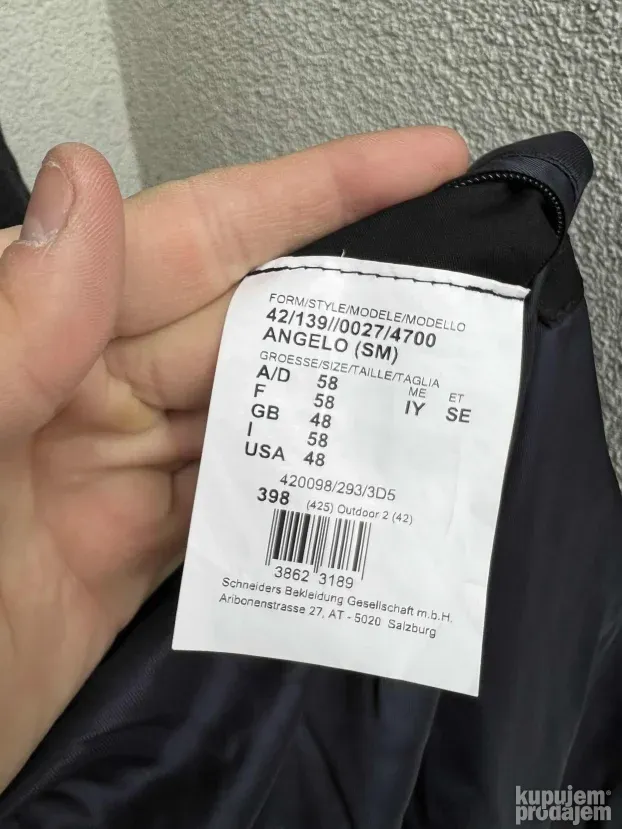 FORM/STYLE/MODELE/MODELLO
42/139//0027/4700
ANGELO (SM)
GROESSE/SIZE/TAILLE/TAGLIA
A/D 58 ME ET
F 58 IY SE
GB 48
I 58
USA 48
420098/293/3D5
398 (425) Outdoor 2 (42)
3862 3189
Schneiders Bekleidung Gesellschaft m.b.H.
Aribonenstrasse 27, AT - 5020 Salzburg
kupujem
prodajem